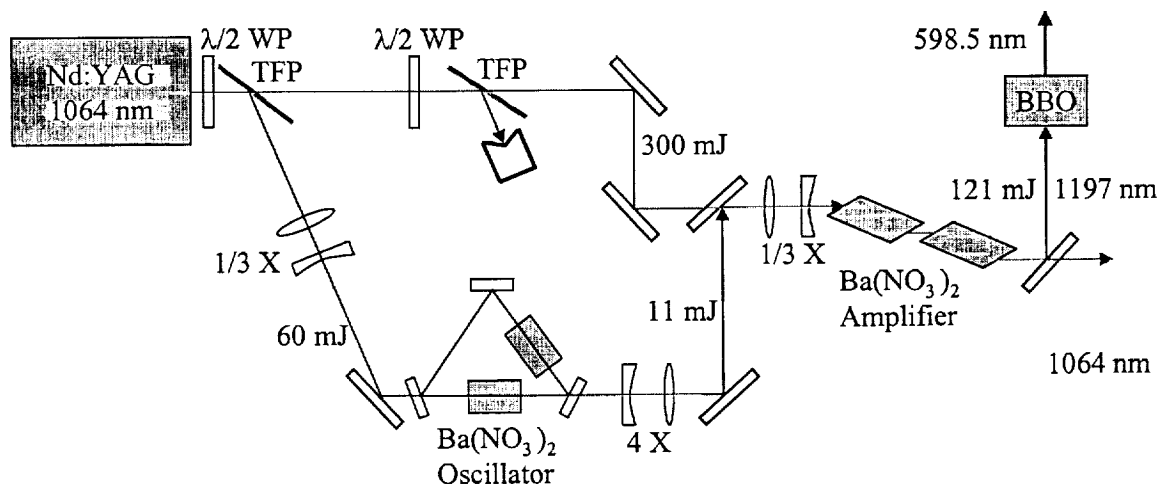 λ/2 WP
TFP
Nd:YAG
1064 nm
λ/2 WP
TFP
598.5 nm
BBO
300 mJ
121 mJ
1197 nm
1/3 X
1/3 X
Ba(NO₃)₂
Amplifier
60 mJ
11 mJ
1064 nm
4 X
Ba(NO₃)₂
Oscillator